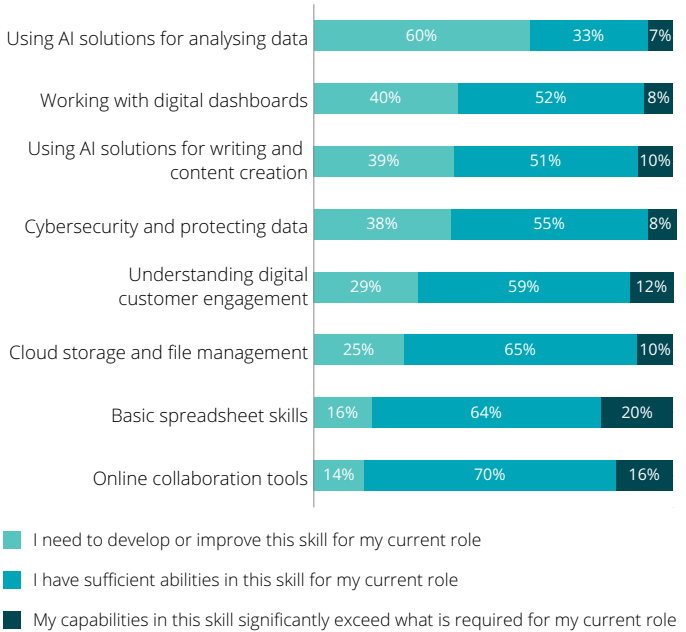 Using AI solutions for analysing data
60% 33% 7%
Working with digital dashboards
40% 52% 8%
Using AI solutions for writing and
content creation
39% 51% 10%
Cybersecurity and protecting data
38% 55% 8%
Understanding digital
customer engagement
29% 59% 12%
Cloud storage and file management
25% 65% 10%
Basic spreadsheet skills
16% 64% 20%
Online collaboration tools
14% 70% 16%
I need to develop or improve this skill for my current role
I have sufficient abilities in this skill for my current role
My capabilities in this skill significantly exceed what is required for my current role